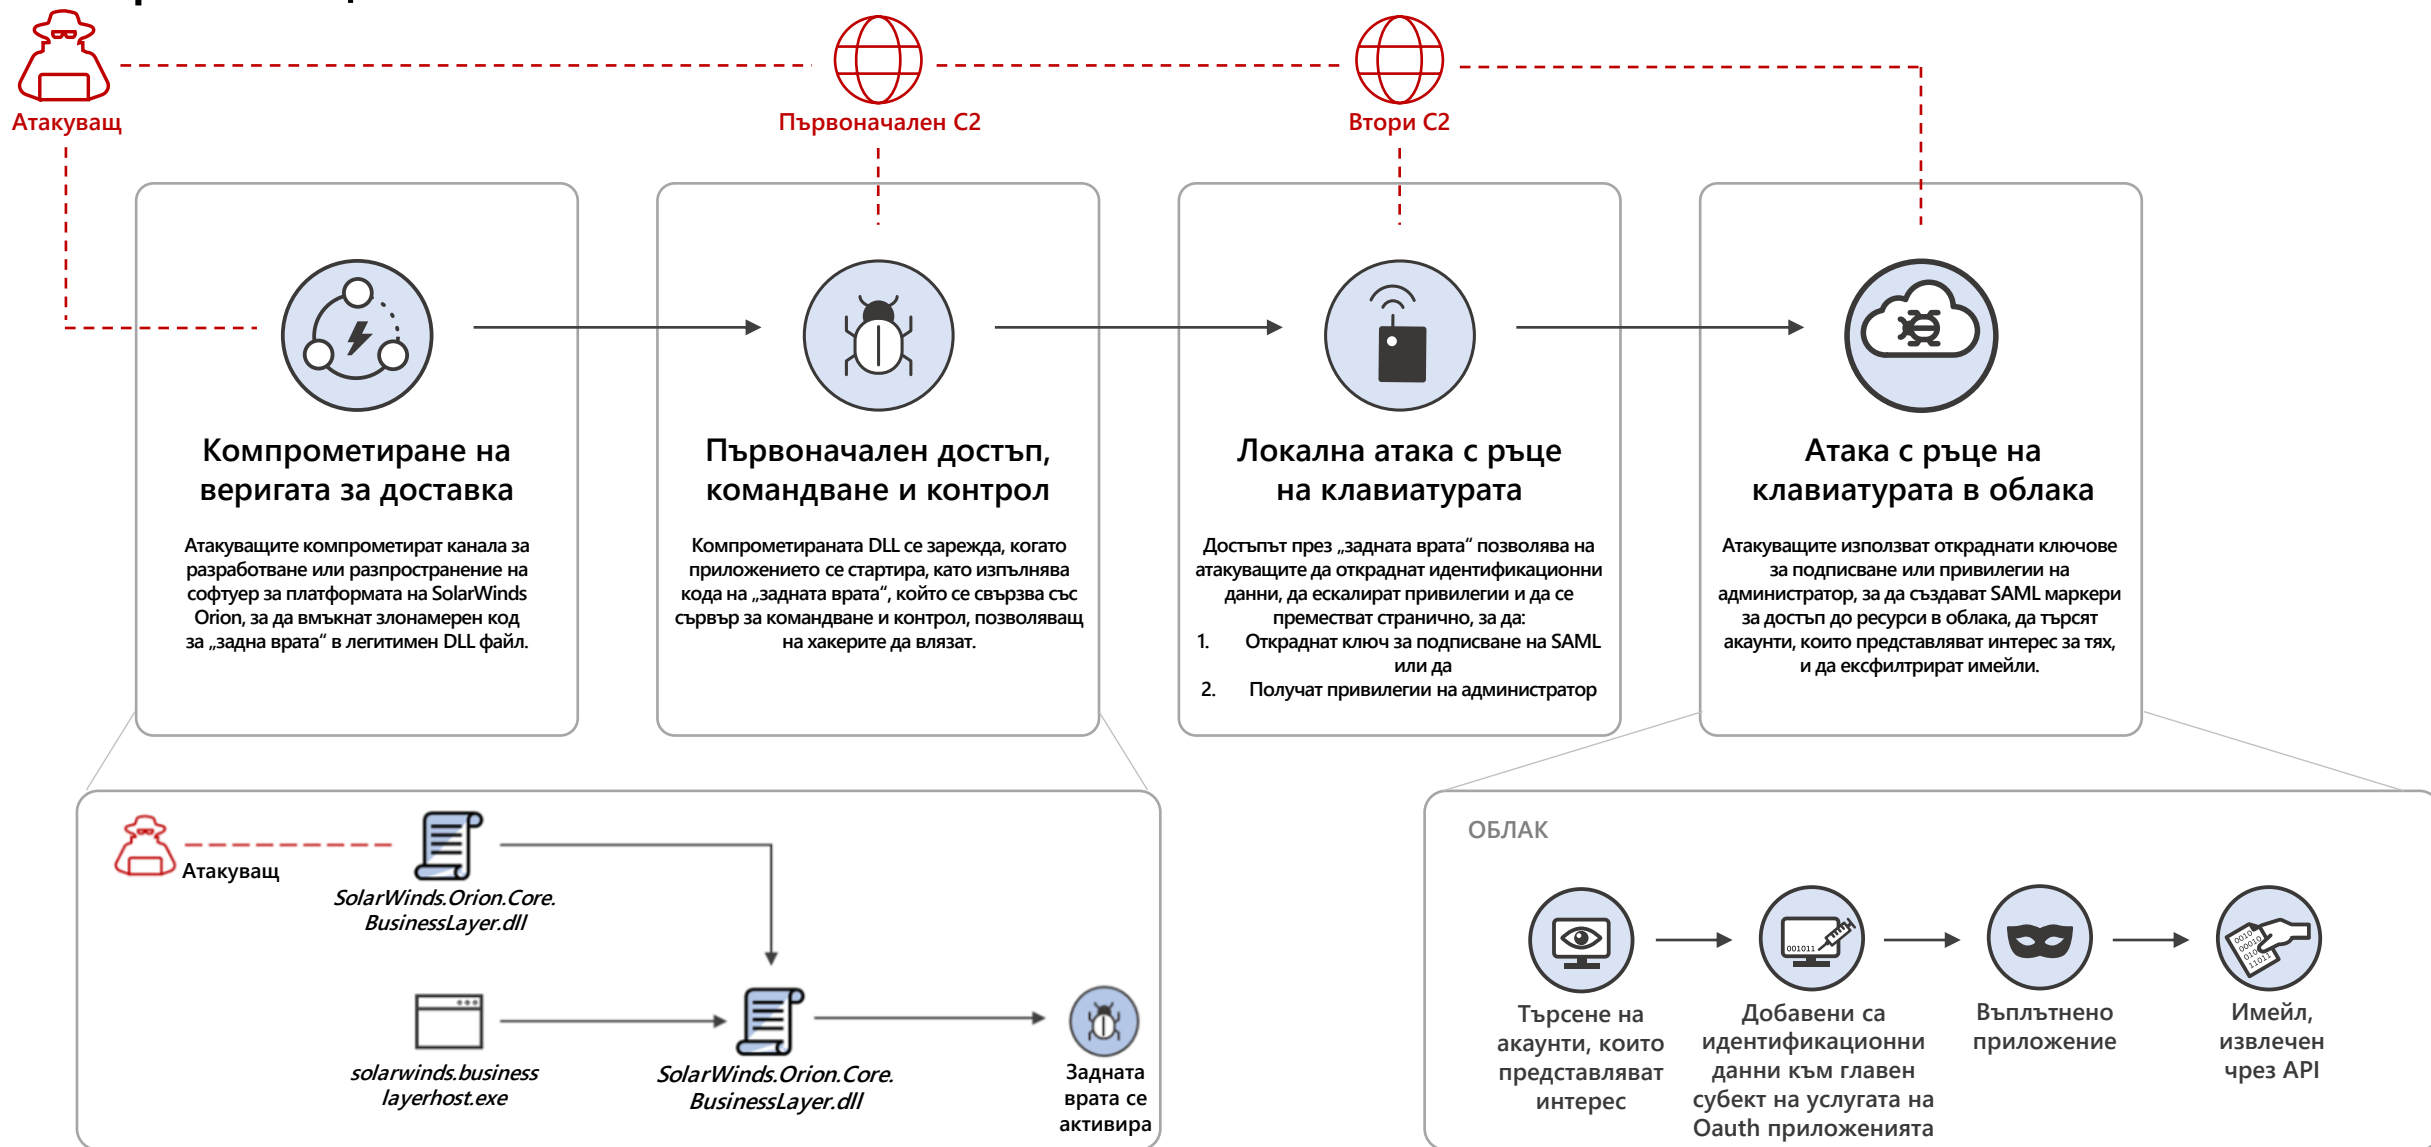 Атакуващ
Първоначален C2
Втори C2
Компрометиране на
веригата за доставка
Атакуващите компрометират канала за
разработване или разпространение на
софтуер за платформата на SolarWinds
Orion, за да вмъкнат злонамерен код
за „задна врата“ в легитимен DLL файл.
Първоначален достъп,
командване и контрол
Компрометираната DLL се зарежда, когато
приложението се стартира, като изпълнява
кода на „задната врата“, който се свързва със
сървър за командване и контрол, позволяващ
на хакерите да влязат.
Локална атака с ръце
на клавиатурата
Достъпът през „задната врата“ позволява на
атакуващите да откраднат идентификационни
данни, да ескалират привилегии и да се
преместват странично, за да:
1. Откраднат ключ за подписване на SAML
или да
2. Получат привилегии на администратор
Атака с ръце на
клавиатурата в облака
Атакуващите използват откраднати ключове
за подписване или привилегии на
администратор, за да създават SAML маркери
за достъп до ресурси в облака, да търсят
акаунти, които представляват интерес за тях,
и да ексфилтрират имейли.
Атакуващ
SolarWinds.Orion.Core.
BusinessLayer.dll
solarwinds.business
layerhost.exe
SolarWinds.Orion.Core.
BusinessLayer.dll
Задната
врата се
активира
ОБЛАК
001011
0010
00010
010
11011
Търсене на
акаунти, които
представляват
интерес
Добавени са
идентификационни
данни към главен
субект на услугата на
Oauth приложенията
Въплътнено
приложение
Имейл,
извлечен
чрез API